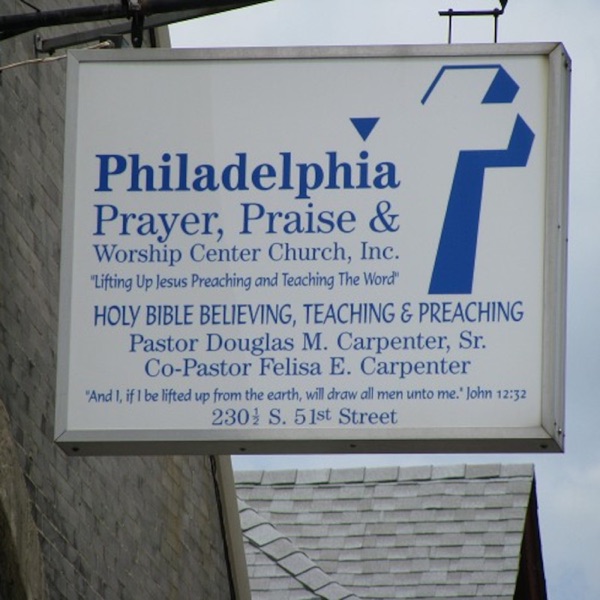 Philadelphia
Prayer, Praise &
Worship Center Church, Inc.
"Lifting Up Jesus Preaching and Teaching The Word"
HOLY BIBLE BELIEVING, TEACHING & PREACHING
Pastor Douglas M. Carpenter, Sr.
Co-Pastor Felisa E. Carpenter
"And I, if I be lifted up from the earth, will draw all men unto me." John 12:32
230½ S. 51st Street